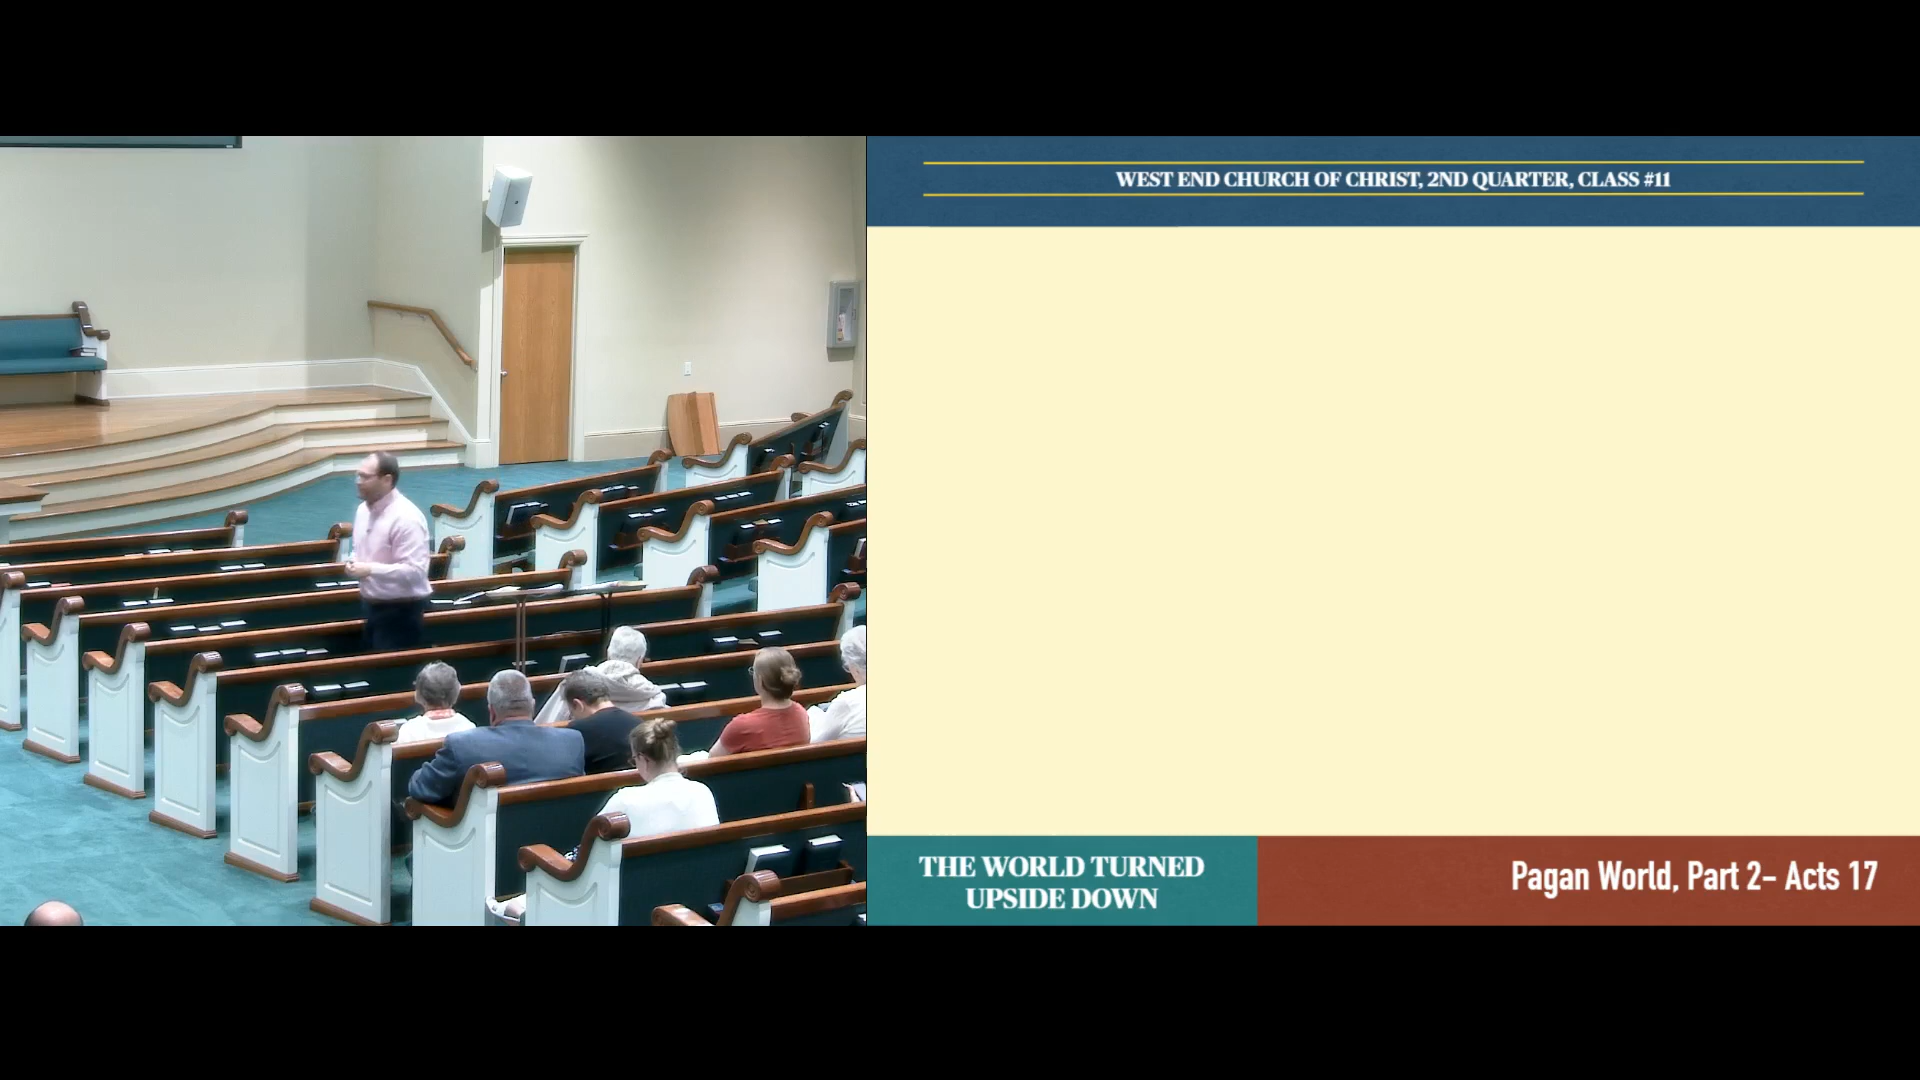 WEST END CHURCH OF CHRIST, 2ND QUARTER, CLASS #11
THE WORLD TURNED
UPSIDE DOWN
Pagan World, Part 2– Acts 17